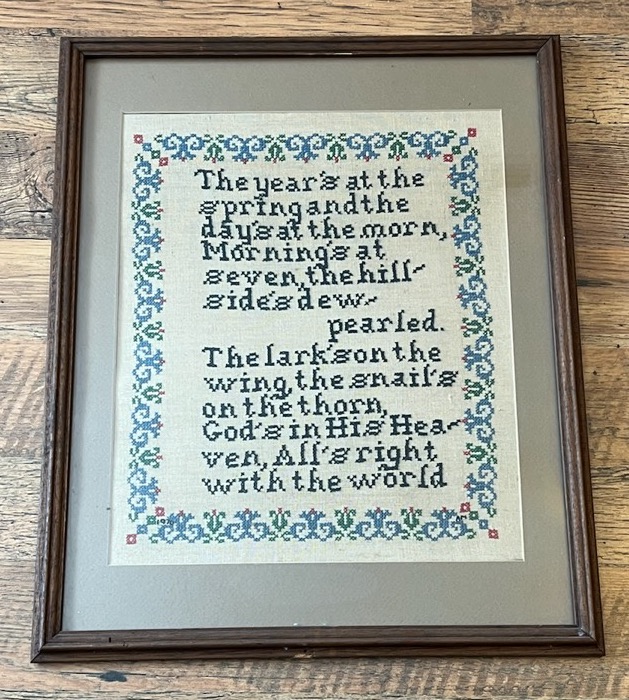 The year's at the
spring and the
day's at the morn,
Morning's at
seven, the hill-
side's dew-
pearled.
The lark's on the
wing, the snail's
on the thorn,
God's in His Hea-
ven, All's right
with the world